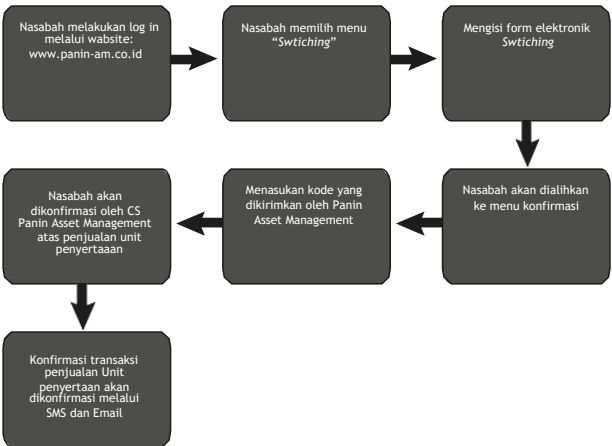 Nasabah melakukan log in
melalui wabsite:
www.panin-am.co.id
Nasabah memilih menu
“Swtiching”
Mengisi form elektronik
Swtiching
Nasabah akan dialihkan
ke menu konfirmasi
Menasukan kode yang
dikirimkan oleh Panin
Asset Management
Nasabah akan
dikonfirmasi oleh CS
Panin Asset Management
atas penjualan unit
penyertaaan
Konfirmasi transaksi
penjualan Unit
penyertaan akan
dikonfirmasi melalui
SMS dan Email